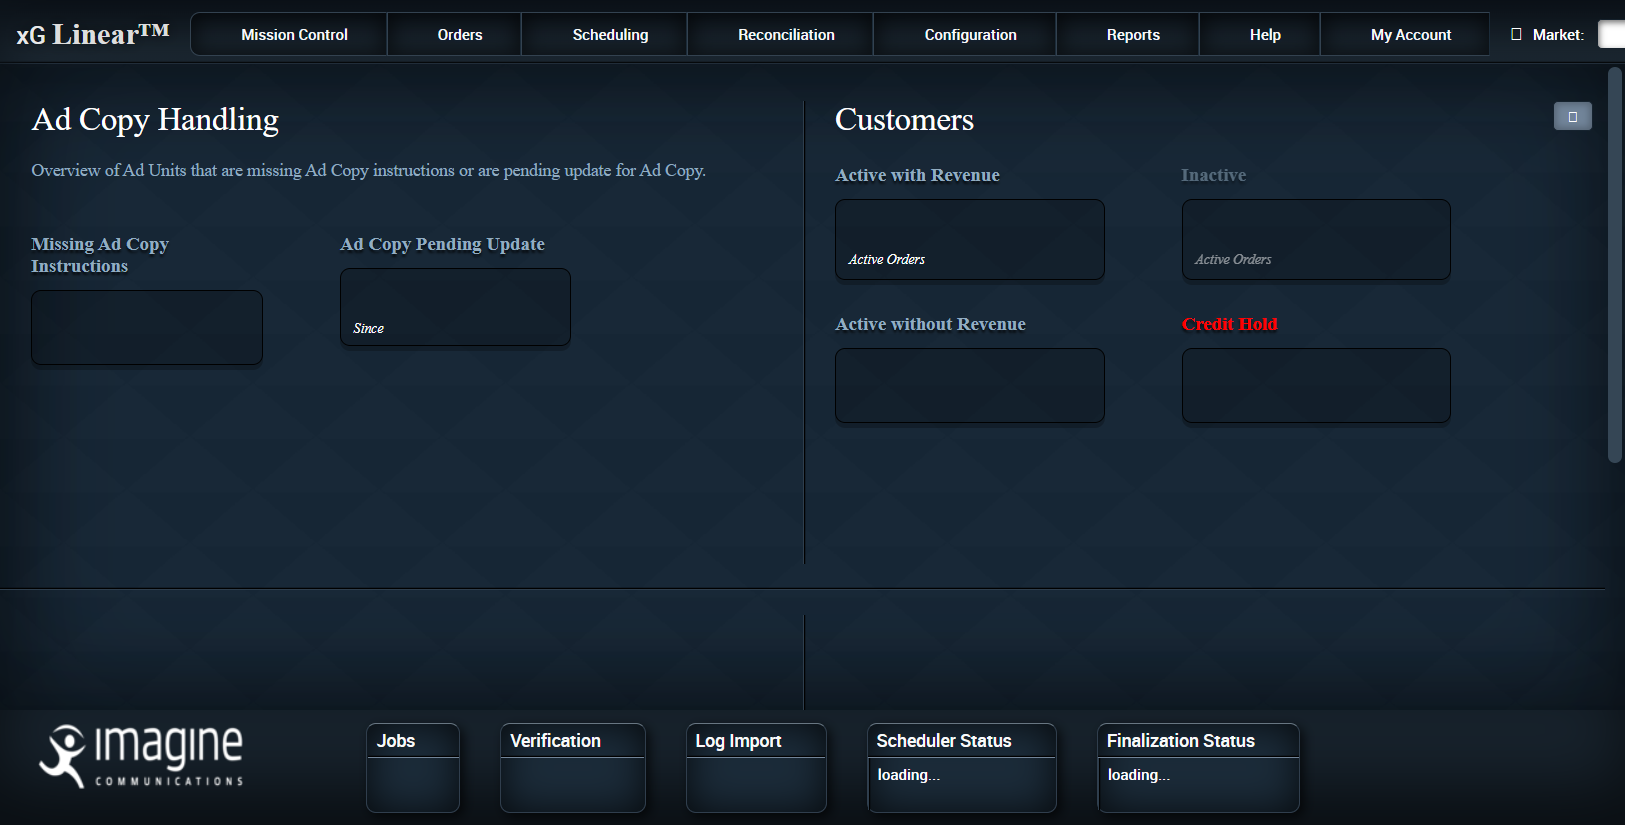 xG Linear™
Mission Control
Orders
Scheduling
Reconciliation
Configuration
Reports
Help
My Account
Market:
Ad Copy Handling
Overview of Ad Units that are missing Ad Copy instructions or are pending update for Ad Copy.
Missing Ad Copy
Instructions
Ad Copy Pending Update
Since
Customers
Active with Revenue
Active Orders
Inactive
Active Orders
Active without Revenue
Credit Hold
imagine
COMMUNICATIONS
Jobs
Verification
Log Import
Scheduler Status
loading...
Finalization Status
loading...